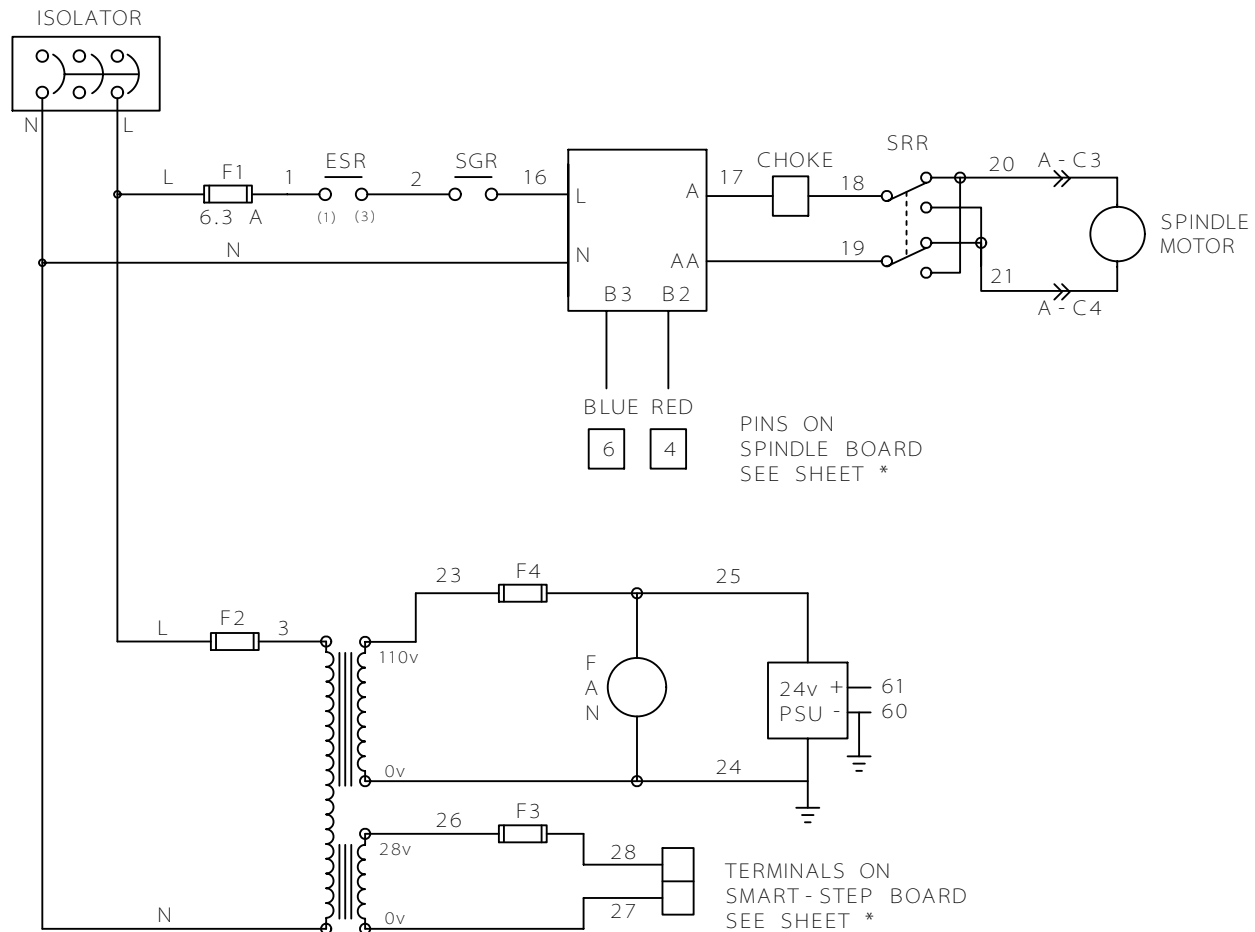 ISOLATOR
N
L
L
F1
6.3 A
1
ESR
(1) (3)
2
SGR
16
N
L
N
A
AA
B3 B2
17
CHOKE
18
19
SRR
20
21
A-C3
A-C4
SPINDLE
MOTOR
BLUE RED
6 4
PINS ON
SPINDLE BOARD
SEE SHEET *
L
F2
3
23
F4
25
110v
0v
F
A
N
24v +
PSU -
61
60
24
26
F3
28v
0v
28
27
TERMINALS ON
SMART-STEP BOARD
SEE SHEET *
N